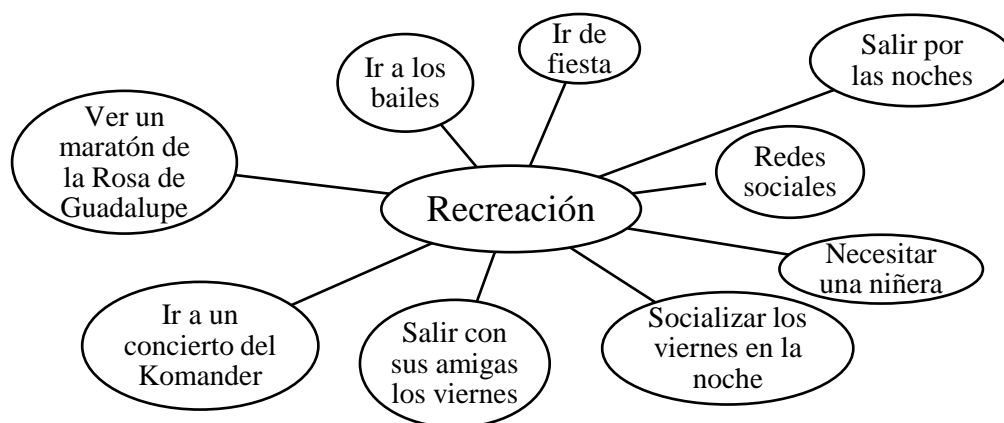 Ir de
fiesta
Salir por
las noches
Ir a los
bailes
Ver un
maratón de
la Rosa de
Guadalupe
Redes
sociales
Recreación
Necesitar
una niñera
Ir a un
concierto del
Komander
Salir con
sus amigas
los viernes
Socializar los
viernes en la
noche